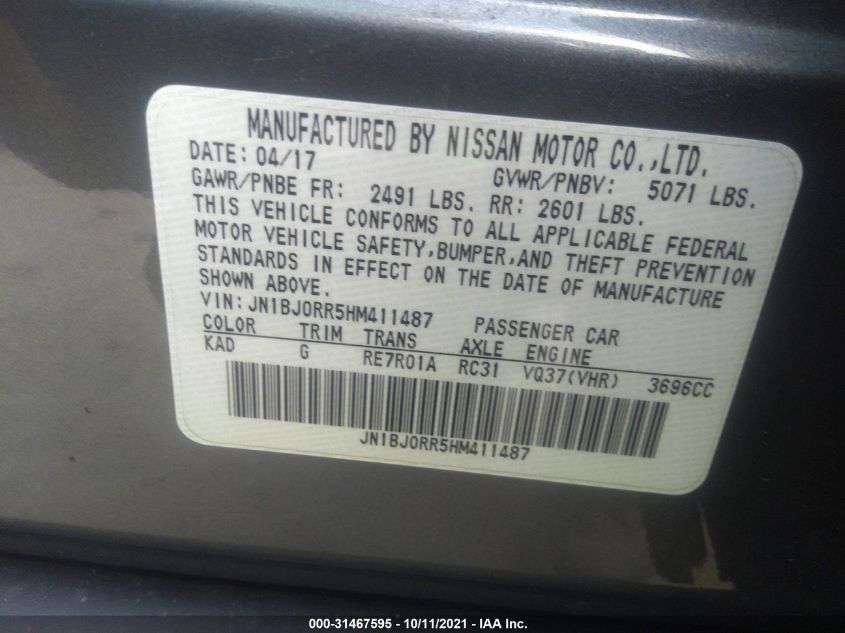 MANUFACTURED BY NISSAN MOTOR CO.,LTD.
DATE: 04/17 GVWR/PNBV: 5071 LBS.
GAWR/PNBE FR: 2491 LBS. RR: 2601 LBS.
THIS VEHICLE CONFORMS TO ALL APPLICABLE FEDERAL
MOTOR VEHICLE SAFETY,BUMPER,AND THEFT PREVENTION
STANDARDS IN EFFECT ON THE DATE OF MANUFACTURE
SHOWN ABOVE.
VIN: JN1BJ0RR5HM411487 PASSENGER CAR
COLOR TRIM TRANS AXLE ENGINE
KAD G RE7R01A RC31 VQ37(VHR) 3696CC
JN1BJ0RR5HM411487
000-31467595 - 10/11/2021 - IAA Inc.